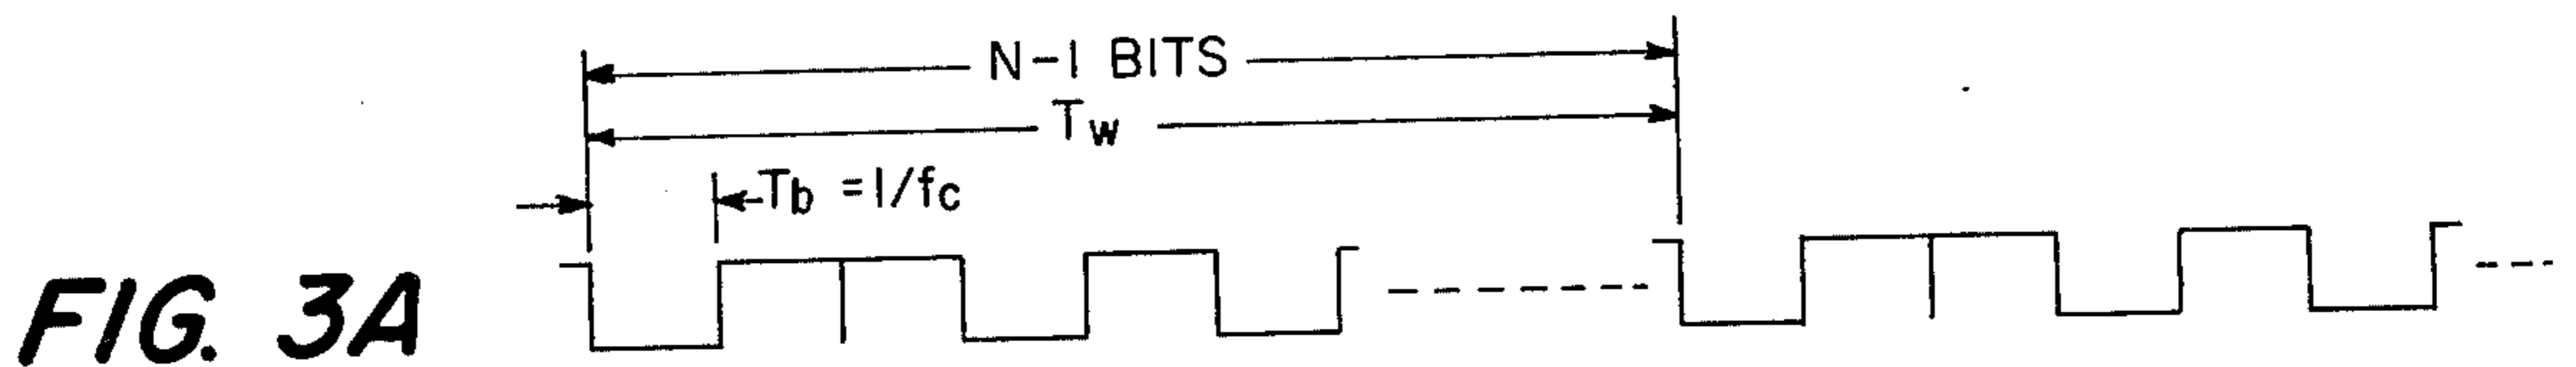 N-1 BITS
Tw
Tb = 1/fc
FIG. 3A